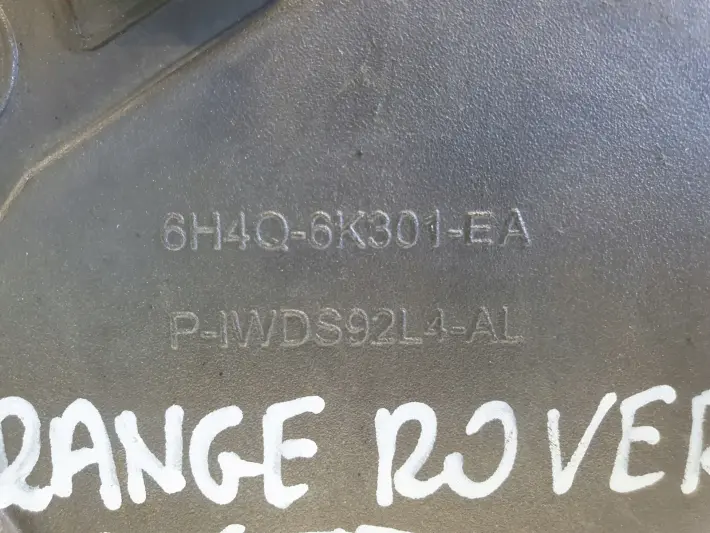 6H4Q-6K301-EA
P-IWDS92L4-AL
RANGE ROVER